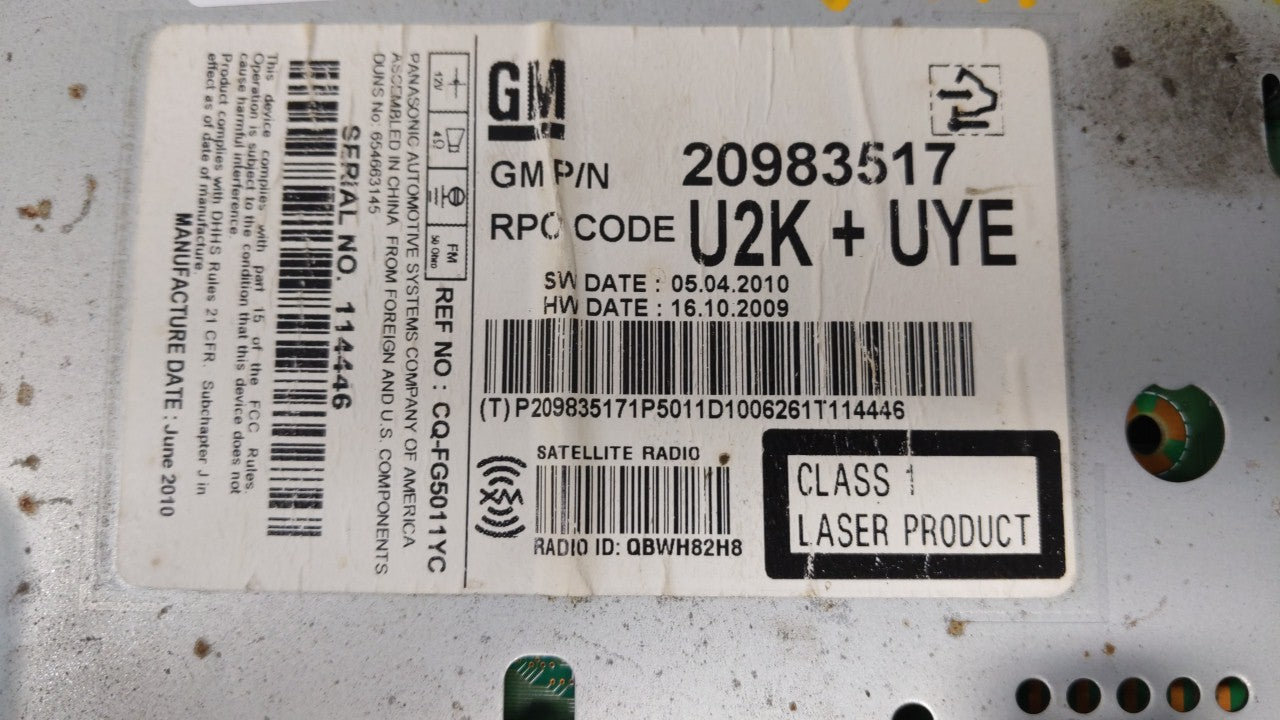 GM
GM P/N 20983517
RPO CODE U2K + UYE
SW DATE : 05.04.2010
HW DATE : 16.10.2009
(T) P209835171P5011D1006261T114446
SATELLITE RADIO
RADIO ID: QBWH82H8
CLASS 1
LASER PRODUCT
12V
4Ω
FM
50 Ohm
REF NO : CQ-FG5011YC
PANASONIC AUTOMOTIVE SYSTEMS COMPANY OF AMERICA
ASSEMBLED IN CHINA FROM FOREIGN AND U.S. COMPONENTS
DUNS No 654663145
SERIAL NO. 114446
This device complies with part 15 of the FCC Rules.
Operation is subject to the condition that this device does not
cause harmful interference.
Product complies with DHHS Rules 21 CFR. Subchapter J in
effect as of date of manufacture.
MANUFACTURE DATE : June 2010